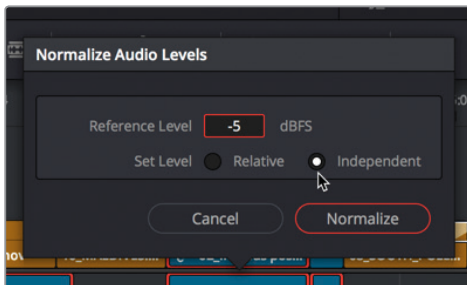 Normalize Audio Levels
Reference Level -5 dBFS
Set Level Relative Independent
Cancel Normalize